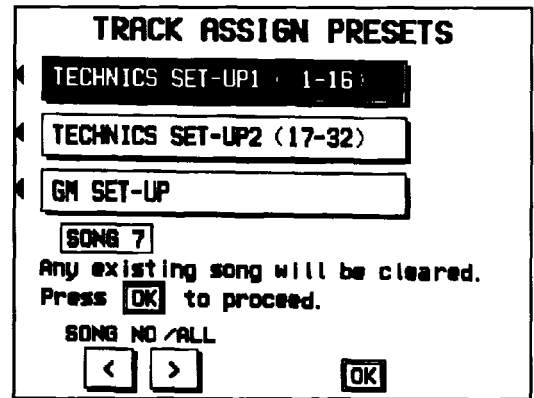 TRACK ASSIGN PRESETS
TECHNICS SET-UP1 ( 1-16)
TECHNICS SET-UP2 (17-32)
GM SET-UP
SONG 7
Any existing song will be cleared.
Press OK to proceed.
SONG NO/ALL
< >
OK